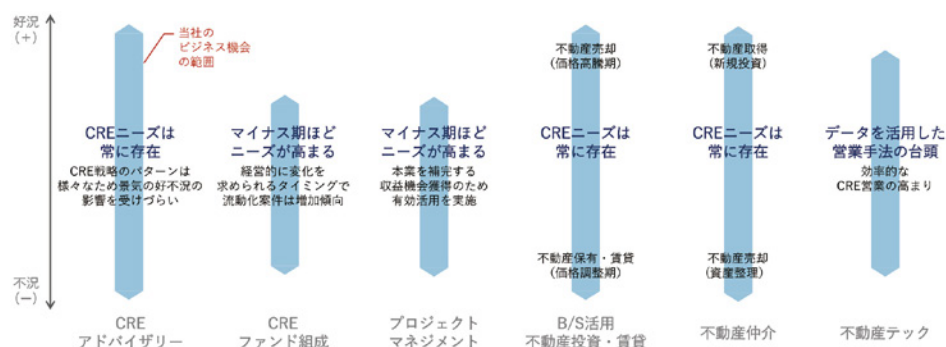 好況
(+)
当社の
ビジネス機会
の範囲
CREニーズは
常に存在
CRE戦略のパターンは
様々なため景気の好不況の
影響を受けづらい
CRE
アドバイザリー
マイナス期ほど
ニーズが高まる
経営的に変化を
求められるタイミングで
流動化案件は増加傾向
CRE
ファンド組成
マイナス期ほど
ニーズが高まる
本業を補完する
収益機会獲得のため
有効活用を実施
プロジェクト
マネジメント
不動産売却
(価格高騰期)
CREニーズは
常に存在
不動産保有・賃貸
(価格調整期)
B/S活用
不動産投資・賃貸
不動産取得
(新規投資)
CREニーズは
常に存在
不動産売却
(資産整理)
不動産仲介
データを活用した
営業手法の台頭
効率的な
CRE営業の高まり
不動産テック
不況
(ー)